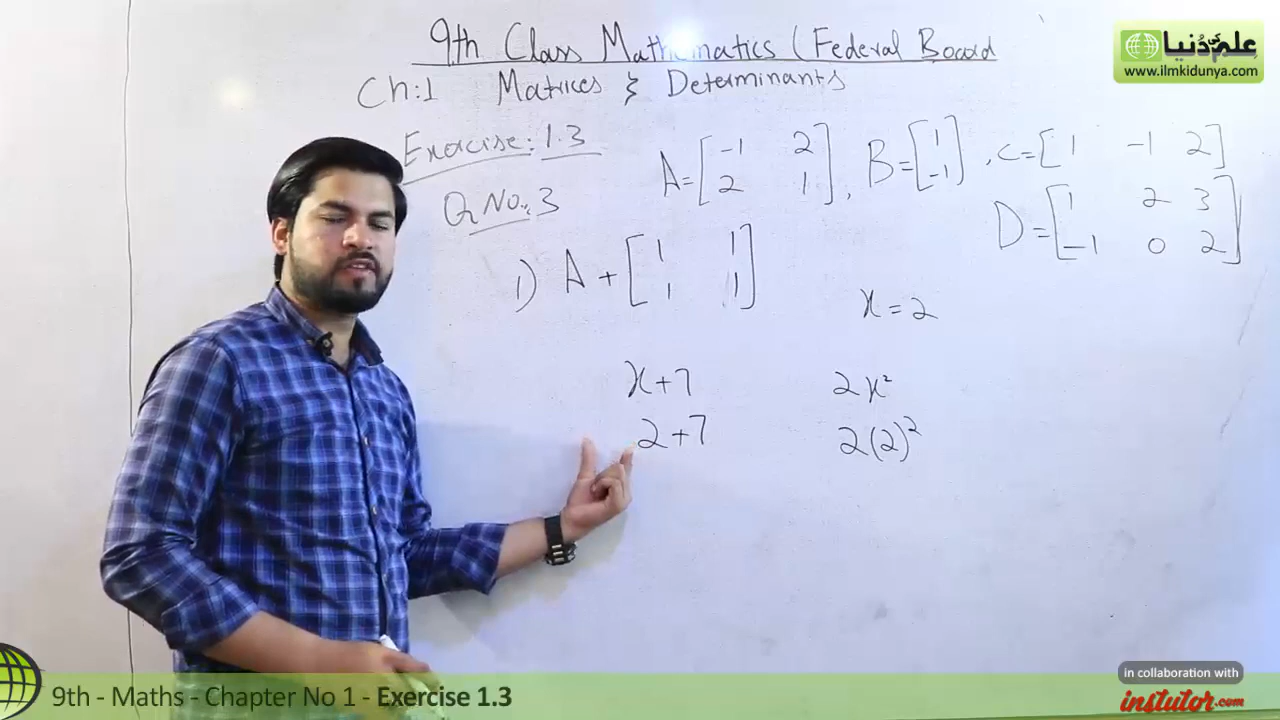 9th Class Mathematics (Federal Board
Ch:1 Matrices & Determinants
Exercise: 1.3
Q No: 3
A = [-1 2
2 1], B = [1
-1], C = [1 -1 2]
D = [1 2 3
-1 0 2]
1) A + [1 1
1 1]
x = 2
x + 7 2x²
2 + 7 2(2)²
علم کی دنیا
www.ilmkidunya.com
9th - Maths - Chapter No 1 - Exercise 1.3
in collaboration with
instutor.com